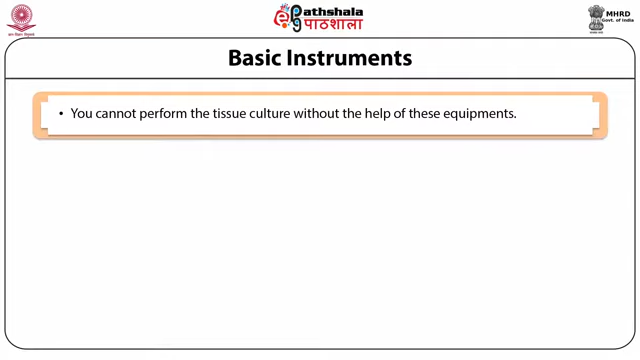 ePathshala
पाठशाला
MHRD
Govt. of India
Basic Instruments
• You cannot perform the tissue culture without the help of these equipments.